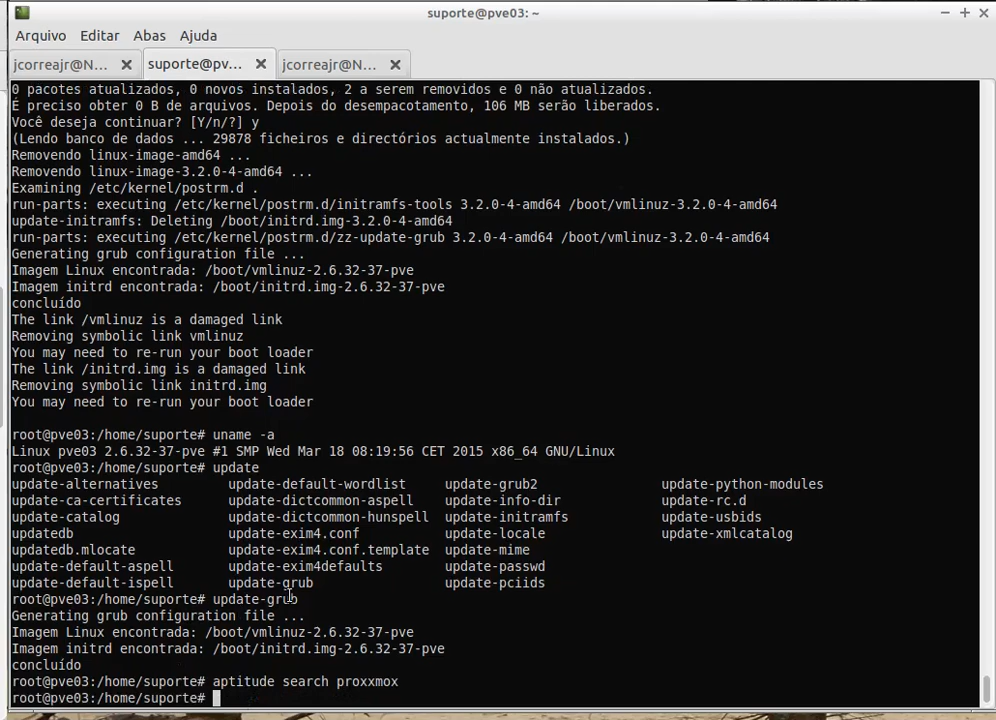 suporte@pve03: ~
Arquivo Editar Abas Ajuda
jcorreajr@N... suporte@pv... jcorreajr@N...
0 pacotes atualizados, 0 novos instalados, 2 a serem removidos e 0 não atualizados.
É preciso obter 0 B de arquivos. Depois do desempacotamento, 106 MB serão liberados.
Você deseja continuar? [Y/n/?] y
(Lendo banco de dados ... 29878 ficheiros e directórios actualmente instalados.)
Removendo linux-image-amd64 ...
Removendo linux-image-3.2.0-4-amd64 ...
Examining /etc/kernel/postrm.d .
run-parts: executing /etc/kernel/postrm.d/initramfs-tools 3.2.0-4-amd64 /boot/vmlinuz-3.2.0-4-amd64
update-initramfs: Deleting /boot/initrd.img-3.2.0-4-amd64
run-parts: executing /etc/kernel/postrm.d/zz-update-grub 3.2.0-4-amd64 /boot/vmlinuz-3.2.0-4-amd64
Generating grub configuration file ...
Imagem Linux encontrada: /boot/vmlinuz-2.6.32-37-pve
Imagem initrd encontrada: /boot/initrd.img-2.6.32-37-pve
concluído
The link /vmlinuz is a damaged link
Removing symbolic link vmlinuz
You may need to re-run your boot loader
The link /initrd.img is a damaged link
Removing symbolic link initrd.img
You may need to re-run your boot loader
root@pve03:/home/suporte# uname -a
Linux pve03 2.6.32-37-pve #1 SMP Wed Mar 18 08:19:56 CET 2015 x86_64 GNU/Linux
root@pve03:/home/suporte# update
update-alternatives update-default-wordlist update-grub2 update-python-modules
update-ca-certificates update-dictcommon-aspell update-info-dir update-rc.d
update-catalog update-dictcommon-hunspell update-initramfs update-usbids
updatedb update-exim4.conf update-locale update-xmlcatalog
updatedb.mlocate update-exim4.conf.template update-mime
update-default-aspell update-exim4defaults update-passwd
update-default-ispell update-grub update-pciids
root@pve03:/home/suporte# update-grub
Generating grub configuration file ...
Imagem Linux encontrada: /boot/vmlinuz-2.6.32-37-pve
Imagem initrd encontrada: /boot/initrd.img-2.6.32-37-pve
concluído
root@pve03:/home/suporte# aptitude search proxxmox
root@pve03:/home/suporte#